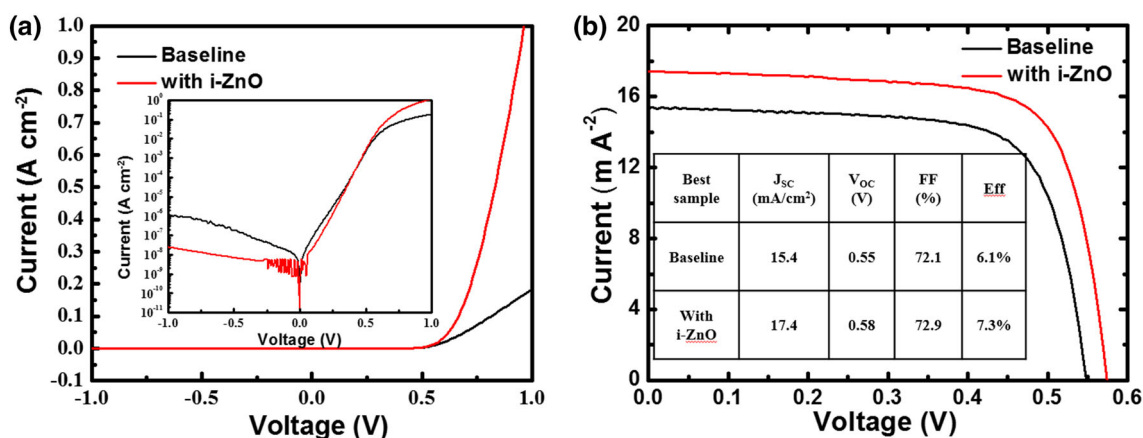 (a)
Current (A cm-2)
1.0
0.9
0.8
0.7
0.6
0.5
0.4
0.3
0.2
0.1
0.0
-0.1
Baseline
with i-ZnO
Current (A cm-2)
10^0
10^-1
10^-2
10^-3
10^-4
10^-5
10^-6
10^-7
10^-8
10^-9
10^-10
10^-11
-1.0 -0.5 0.0 0.5 1.0
Voltage (V)
-1.0 -0.5 0.0 0.5 1.0
Voltage (V)
(b)
Current (m A-2)
20
16
12
8
4
0
Baseline
with i-ZnO
Best sample JSC (mA/cm2) VOC (V) FF (%) Eff
Baseline 15.4 0.55 72.1 6.1%
With i-ZnO 17.4 0.58 72.9 7.3%
0.0 0.1 0.2 0.3 0.4 0.5 0.6
Voltage (V)